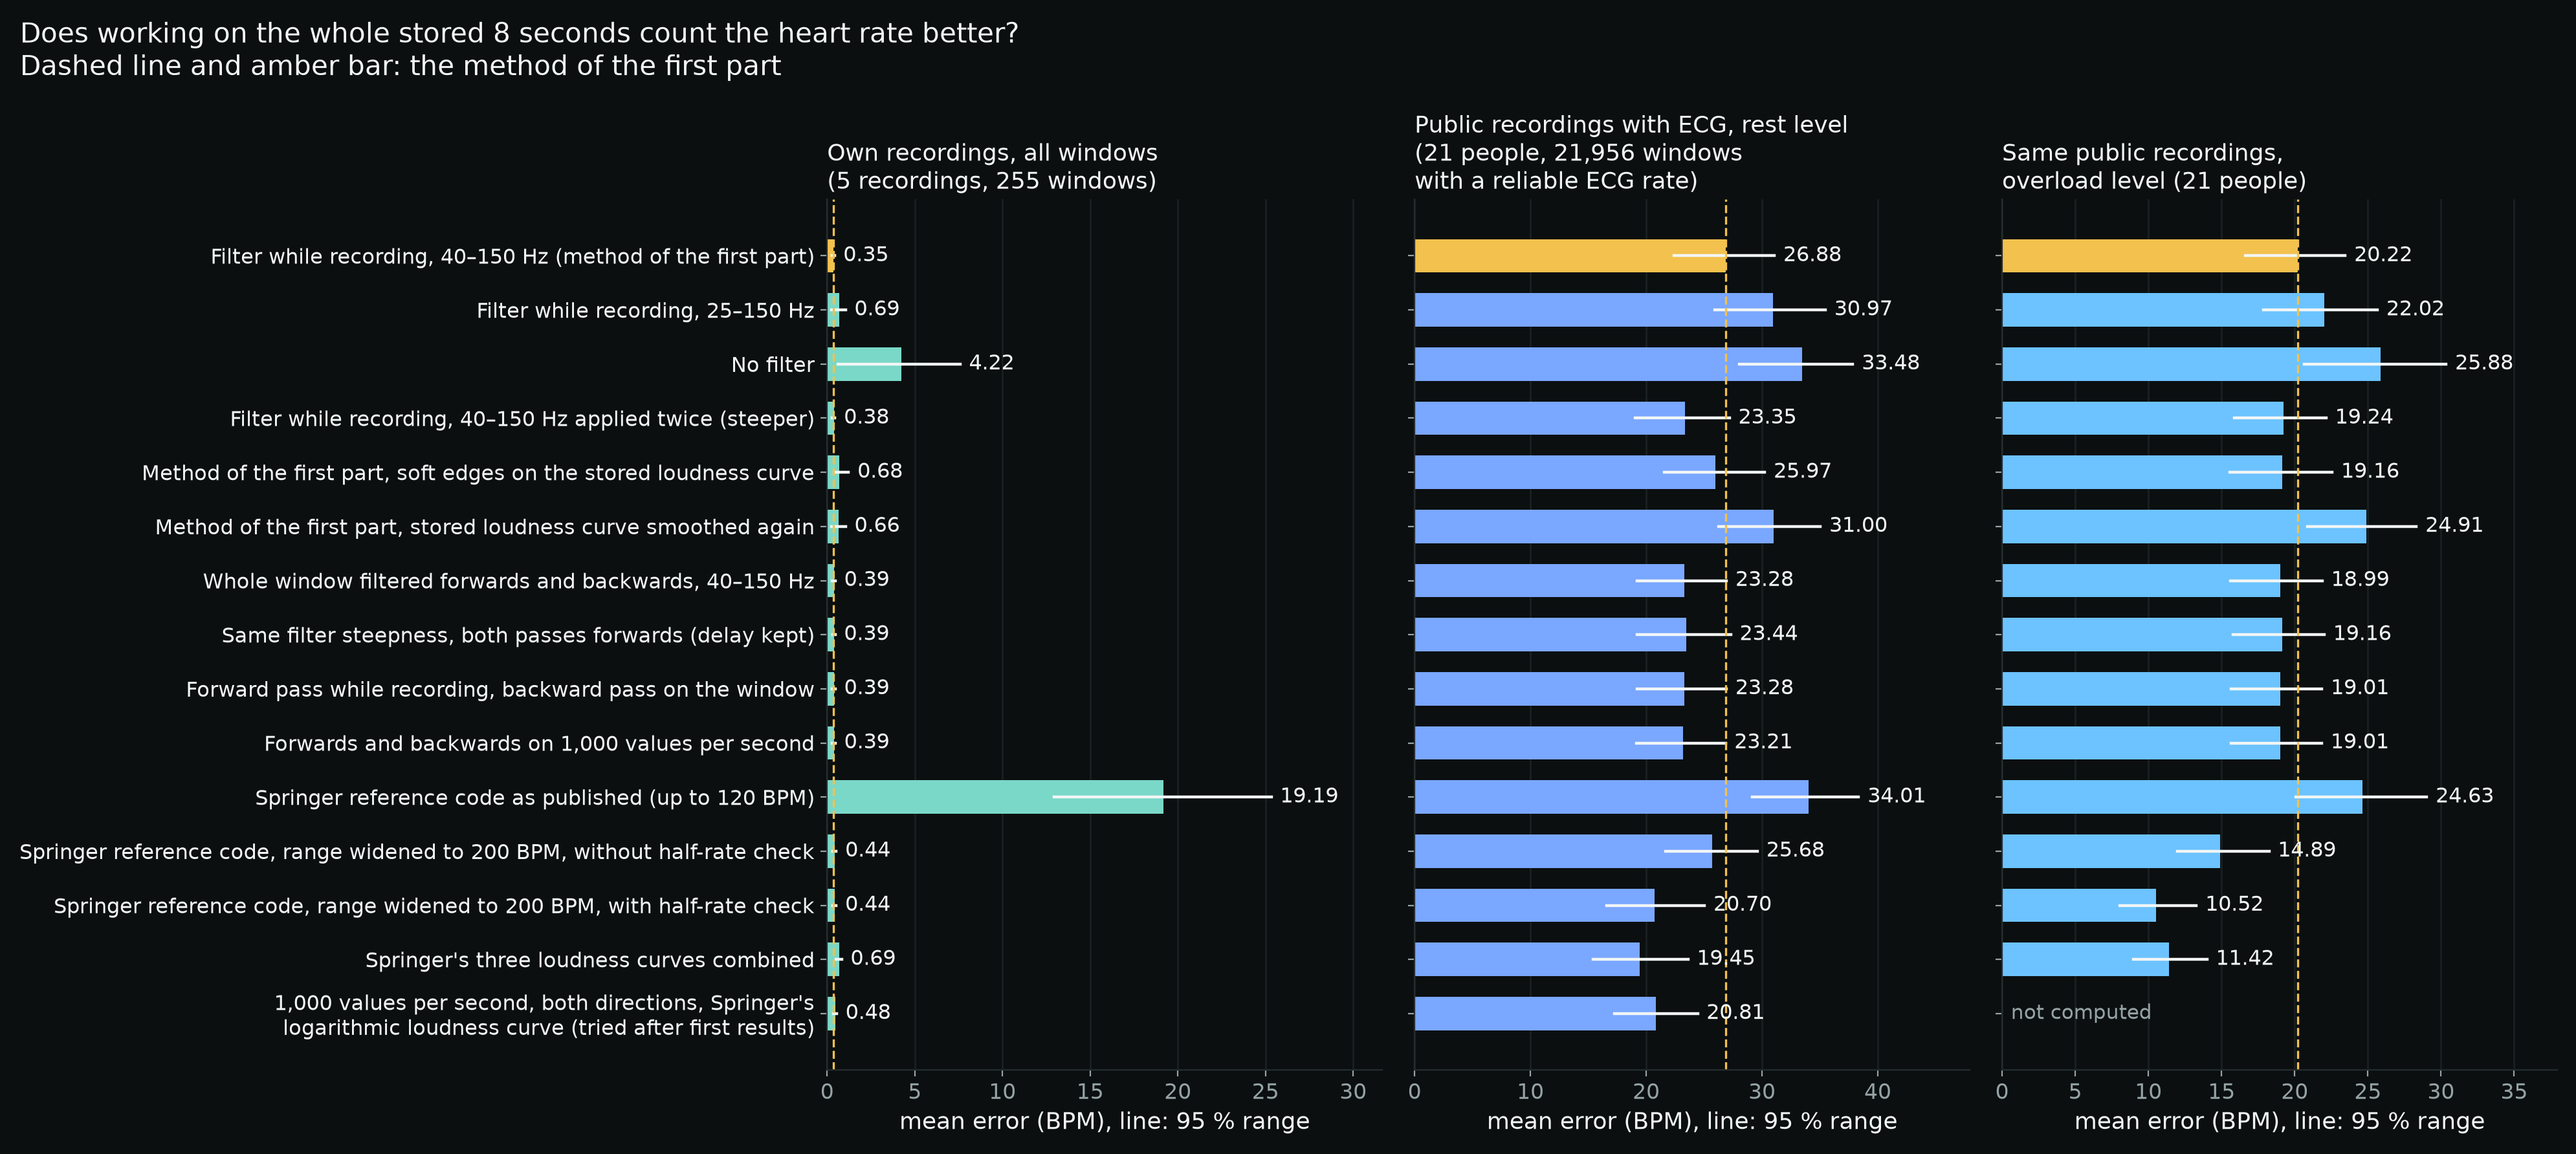 Does working on the whole stored 8 seconds count the heart rate better?
Dashed line and amber bar: the method of the first part
Own recordings, all windows
(5 recordings, 255 windows)
Public recordings with ECG, rest level
(21 people, 21,956 windows
with a reliable ECG rate)
Same public recordings,
overload level (21 people)
Filter while recording, 40–150 Hz (method of the first part) 0.35 26.88 20.22
Filter while recording, 25–150 Hz 0.69 30.97 22.02
No filter 4.22 33.48 25.88
Filter while recording, 40–150 Hz applied twice (steeper) 0.38 23.35 19.24
Method of the first part, soft edges on the stored loudness curve 0.68 25.97 19.16
Method of the first part, stored loudness curve smoothed again 0.66 31.00 24.91
Whole window filtered forwards and backwards, 40–150 Hz 0.39 23.28 18.99
Same filter steepness, both passes forwards (delay kept) 0.39 23.44 19.16
Forward pass while recording, backward pass on the window 0.39 23.28 19.01
Forwards and backwards on 1,000 values per second 0.39 23.21 19.01
Springer reference code as published (up to 120 BPM) 19.19 34.01 24.63
Springer reference code, range widened to 200 BPM, without half-rate check 0.44 25.68 14.89
Springer reference code, range widened to 200 BPM, with half-rate check 0.44 20.70 10.52
Springer's three loudness curves combined 0.69 19.45 11.42
1,000 values per second, both directions, Springer's
logarithmic loudness curve (tried after first results) 0.48 20.81 not computed
0 5 10 15 20 25 30
0 10 20 30 40
0 5 10 15 20 25 30 35
mean error (BPM), line: 95 % range
mean error (BPM), line: 95 % range
mean error (BPM), line: 95 % range